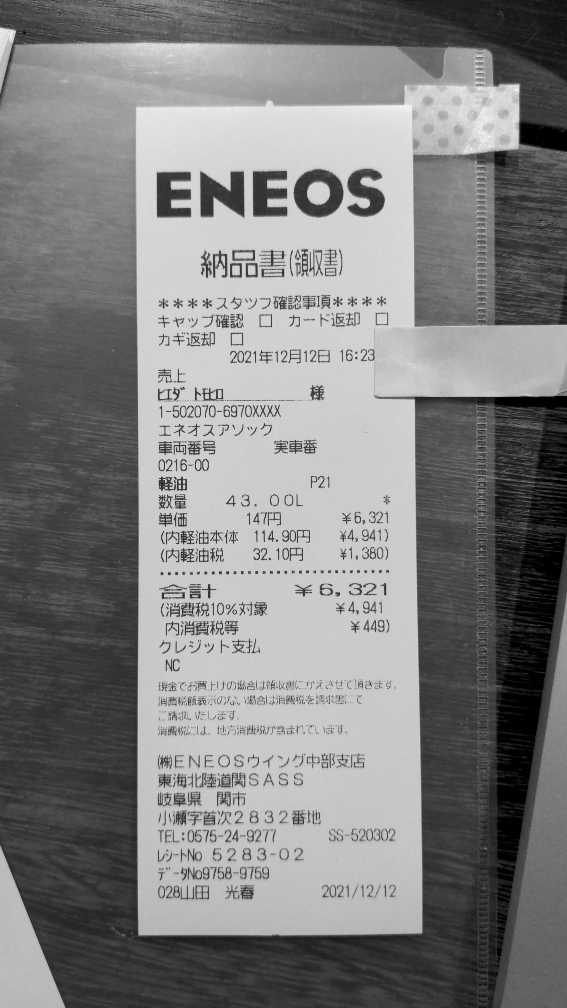 ENEOS
納品書(領収書)
****スタッフ確認事項****
キャップ確認 □ カード返却 □
カギ返却 □
2021年12月12日 16:23
売上
ﾋｴﾀﾞ ﾄﾓﾋﾛ 様
1-502070-6970XXXX
エネオスアソック
車両番号 実車番
0216-00
軽油 P21
数量 43.00L *
単価 147円 ¥6,321
(内軽油本体 114.90円 ¥4,941)
(内軽油税 32.10円 ¥1,380)
合計 ¥6,321
(消費税10%対象 ¥4,941
内消費税等 ¥449)
クレジット支払
NC
現金でお買上げの場合は領収書にかえさせて頂きます。
消費税額表示のない場合は消費税を請求書にて
ご請求いたします。
消費税には、地方消費税が含まれています。
㈱ENEOSウイング中部支店
東海北陸道関SASS
岐阜県 関市
小瀬字首次2832番地
TEL:0575-24-9277 SS-520302
ﾚｼｰﾄNo 5283-02
ﾃﾞｰﾀNo9758-9759
028山田 光春 2021/12/12